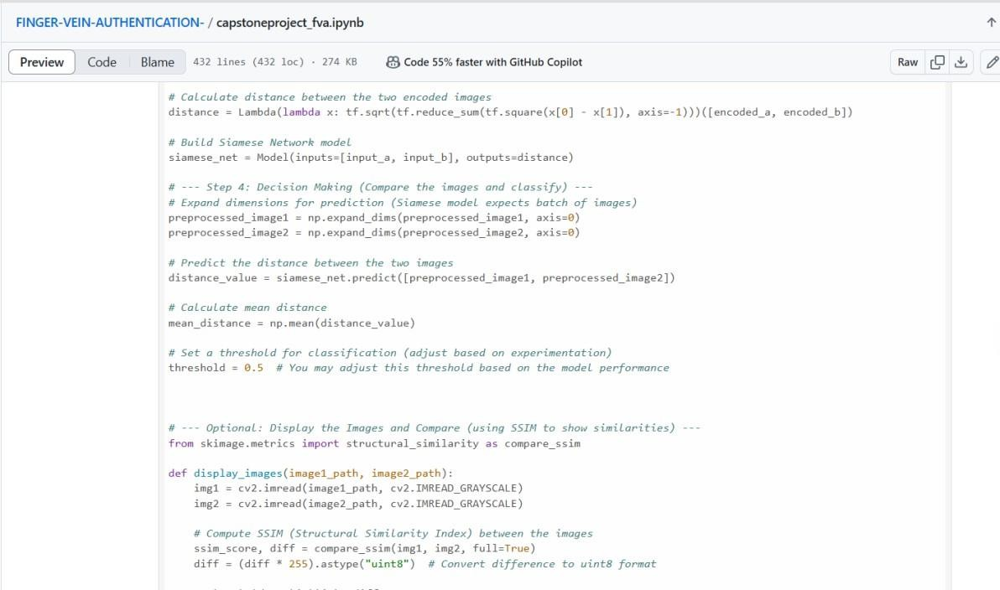 FINGER-VEIN-AUTHENTICATION- / capstoneproject_fva.ipynb
Preview Code Blame 432 lines (432 loc) · 274 KB Code 55% faster with GitHub Copilot Raw
# Calculate distance between the two encoded images
distance = Lambda(lambda x: tf.sqrt(tf.reduce_sum(tf.square(x[0] - x[1]), axis=-1)))([encoded_a, encoded_b])
# Build Siamese Network model
siamese_net = Model(inputs=[input_a, input_b], outputs=distance)
# --- Step 4: Decision Making (Compare the images and classify) ---
# Expand dimensions for prediction (Siamese model expects batch of images)
preprocessed_image1 = np.expand_dims(preprocessed_image1, axis=0)
preprocessed_image2 = np.expand_dims(preprocessed_image2, axis=0)
# Predict the distance between the two images
distance_value = siamese_net.predict([preprocessed_image1, preprocessed_image2])
# Calculate mean distance
mean_distance = np.mean(distance_value)
# Set a threshold for classification (adjust based on experimentation)
threshold = 0.5  # You may adjust this threshold based on the model performance
# --- Optional: Display the Images and Compare (using SSIM to show similarities) ---
from skimage.metrics import structural_similarity as compare_ssim
def display_images(image1_path, image2_path):
    img1 = cv2.imread(image1_path, cv2.IMREAD_GRAYSCALE)
    img2 = cv2.imread(image2_path, cv2.IMREAD_GRAYSCALE)
    # Compute SSIM (Structural Similarity Index) between the images
    ssim_score, diff = compare_ssim(img1, img2, full=True)
    diff = (diff * 255).astype("uint8")  # Convert difference to uint8 format